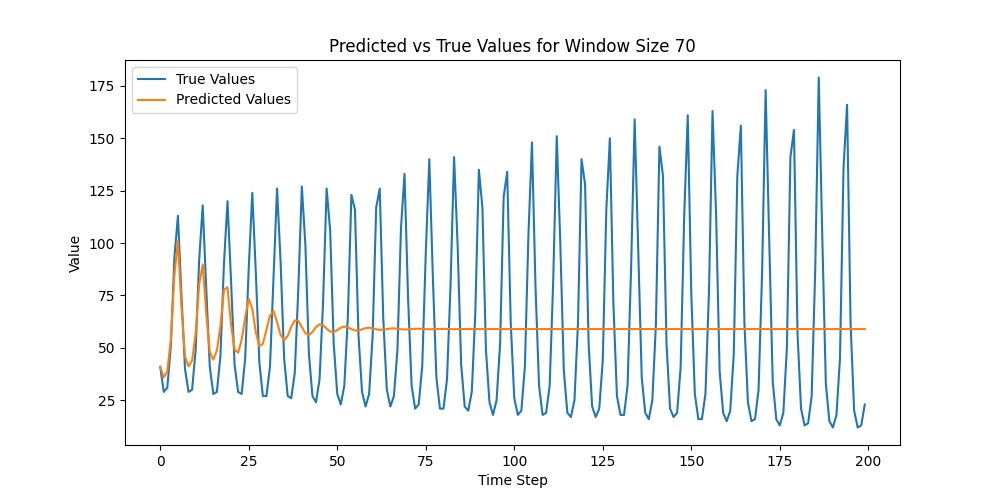 Predicted vs True Values for Window Size 70
True Values
Predicted Values
Value
175
150
125
100
75
50
25
0 25 50 75 100 125 150 175 200
Time Step